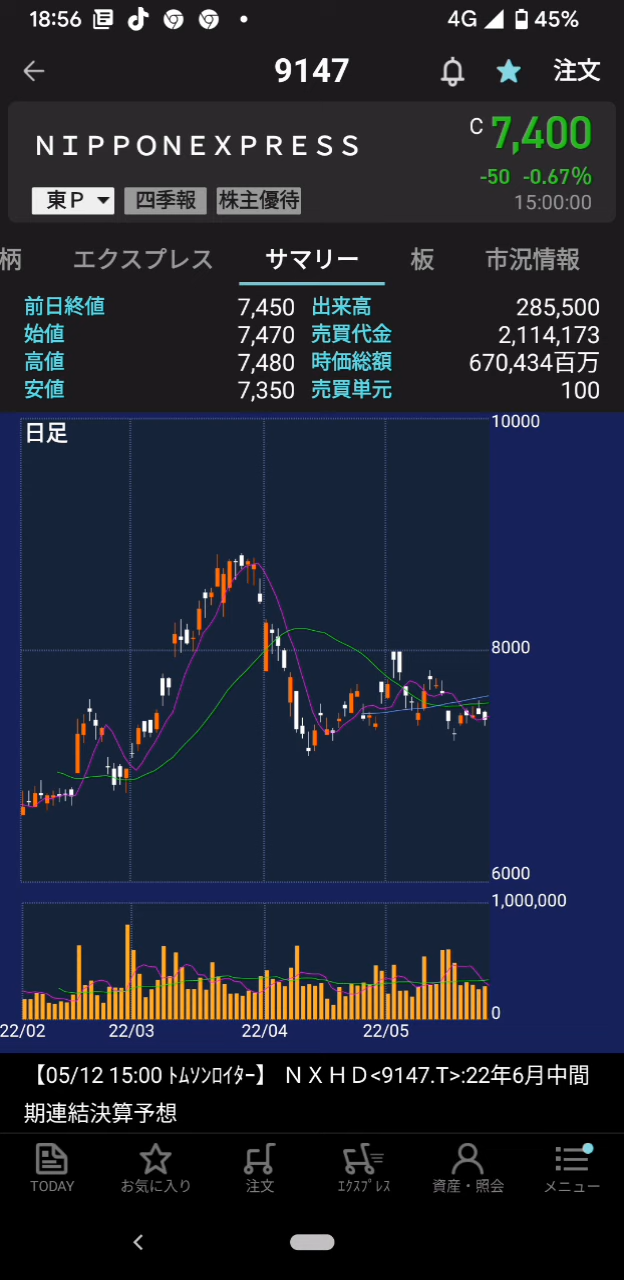 18:56 4G 45%
9147 注文
ＮＩＰＰＯＮＥＸＰＲＥＳＳ C 7,400
-50 -0.67%
東Ｐ 四季報 株主優待 15:00:00
柄 エクスプレス サマリー 板 市況情報
前日終値 7,450 出来高 285,500
始値 7,470 売買代金 2,114,173
高値 7,480 時価総額 670,434百万
安値 7,350 売買単元 100
日足
10000
8000
6000
1,000,000
0
22/02 22/03 22/04 22/05
【05/12 15:00 ﾄﾑｿﾝﾛｲﾀｰ】 ＮＸＨＤ<9147.T>:22年6月中間
期連結決算予想
TODAY お気に入り 注文 ｴｸｽﾌﾟﾚｽ 資産・照会 メニュー